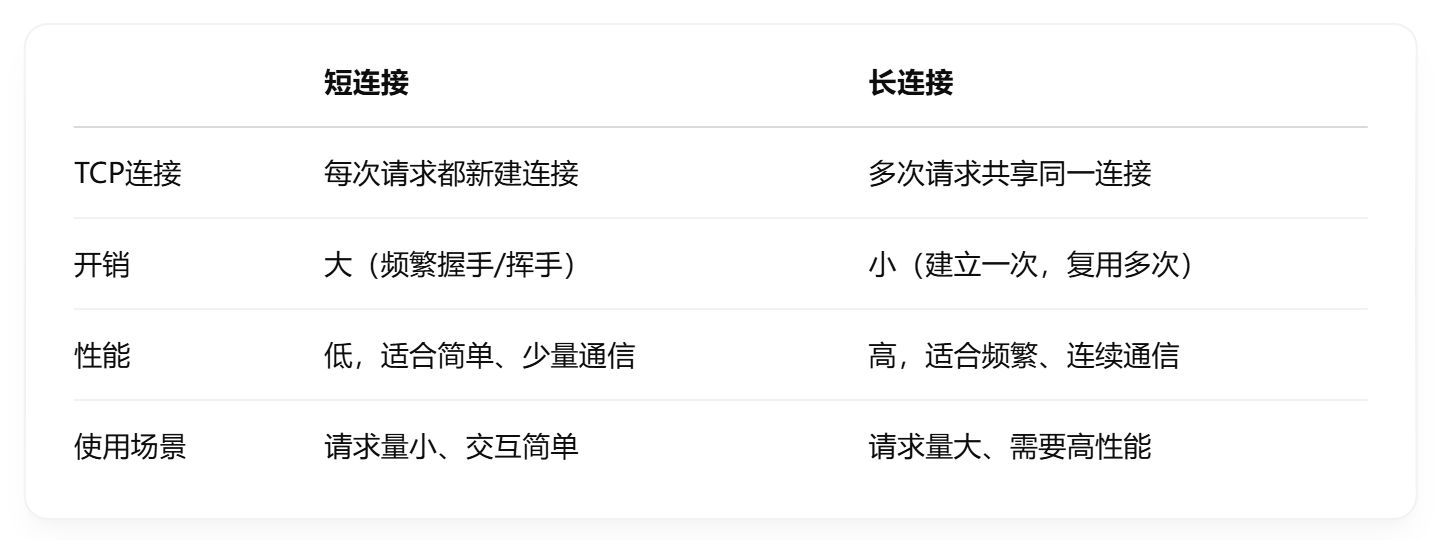 短连接 长连接
TCP连接 每次请求都新建连接 多次请求共享同一连接
开销 大（频繁握手/挥手） 小（建立一次，复用多次）
性能 低，适合简单、少量通信 高，适合频繁、连续通信
使用场景 请求量小、交互简单 请求量大、需要高性能